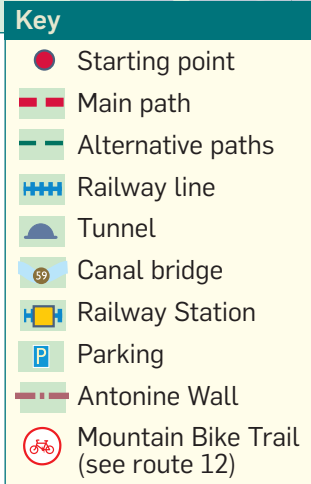 Key
Starting point
Main path
Alternative paths
Railway line
Tunnel
59 Canal bridge
Railway Station
P Parking
Antonine Wall
Mountain Bike Trail
(see route 12)